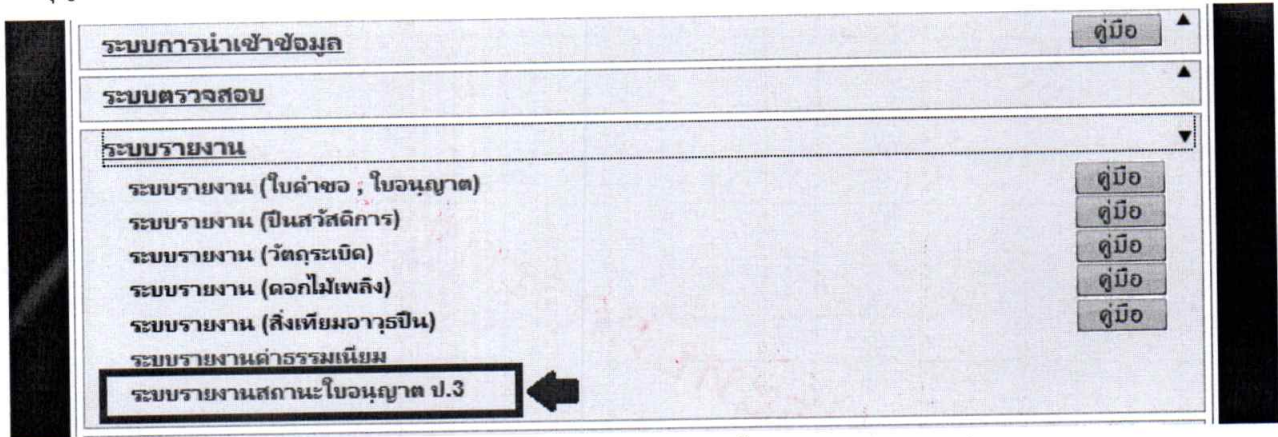 ระบบการนำเข้าข้อมูล คู่มือ
ระบบตรวจสอบ
ระบบรายงาน
ระบบรายงาน (ใบคำขอ , ใบอนุญาต) คู่มือ
ระบบรายงาน (ปืนสวัสดิการ) คู่มือ
ระบบรายงาน (วัตถุระเบิด) คู่มือ
ระบบรายงาน (ดอกไม้เพลิง) คู่มือ
ระบบรายงาน (สิ่งเทียมอาวุธปืน) คู่มือ
ระบบรายงานค่าธรรมเนียม
ระบบรายงานสถานะใบอนุญาต ป.3